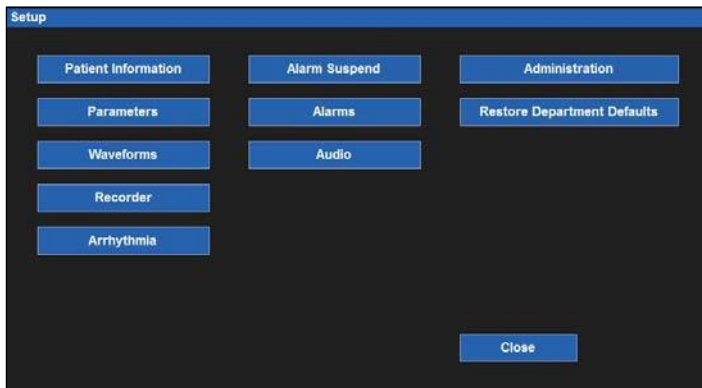 Setup
Patient Information
Alarm Suspend
Administration
Parameters
Alarms
Restore Department Defaults
Waveforms
Audio
Recorder
Arrhythmia
Close